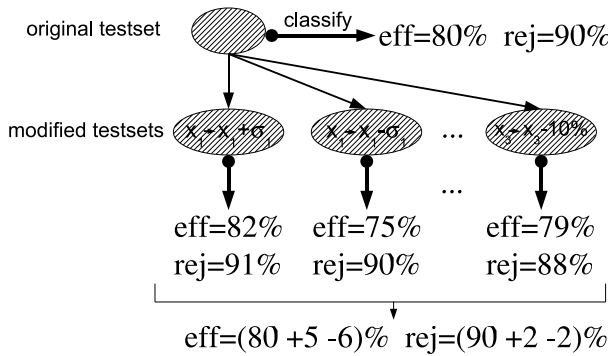 original testset
classify
eff=80% rej=90%
modified testsets
x₁→x₁+σ₁
x₁→x₁-σ₁
...
x₃→x₃-10%
...
eff=82%
rej=91%
eff=75%
rej=90%
eff=79%
rej=88%
eff=(80 +5 -6)% rej=(90 +2 -2)%